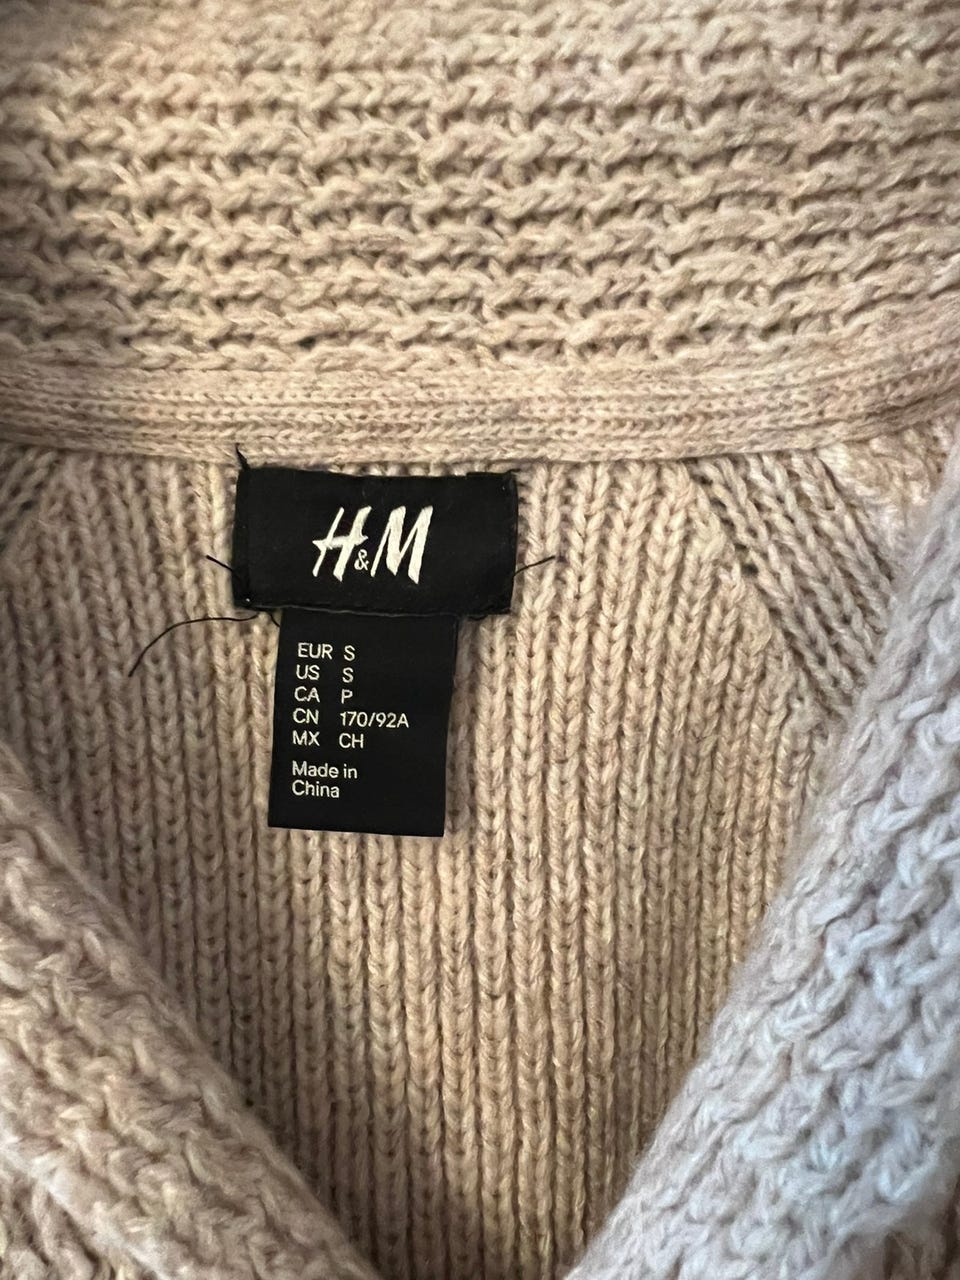 H&M
EUR S
US S
CA P
CN 170/92A
MX CH
Made in
China